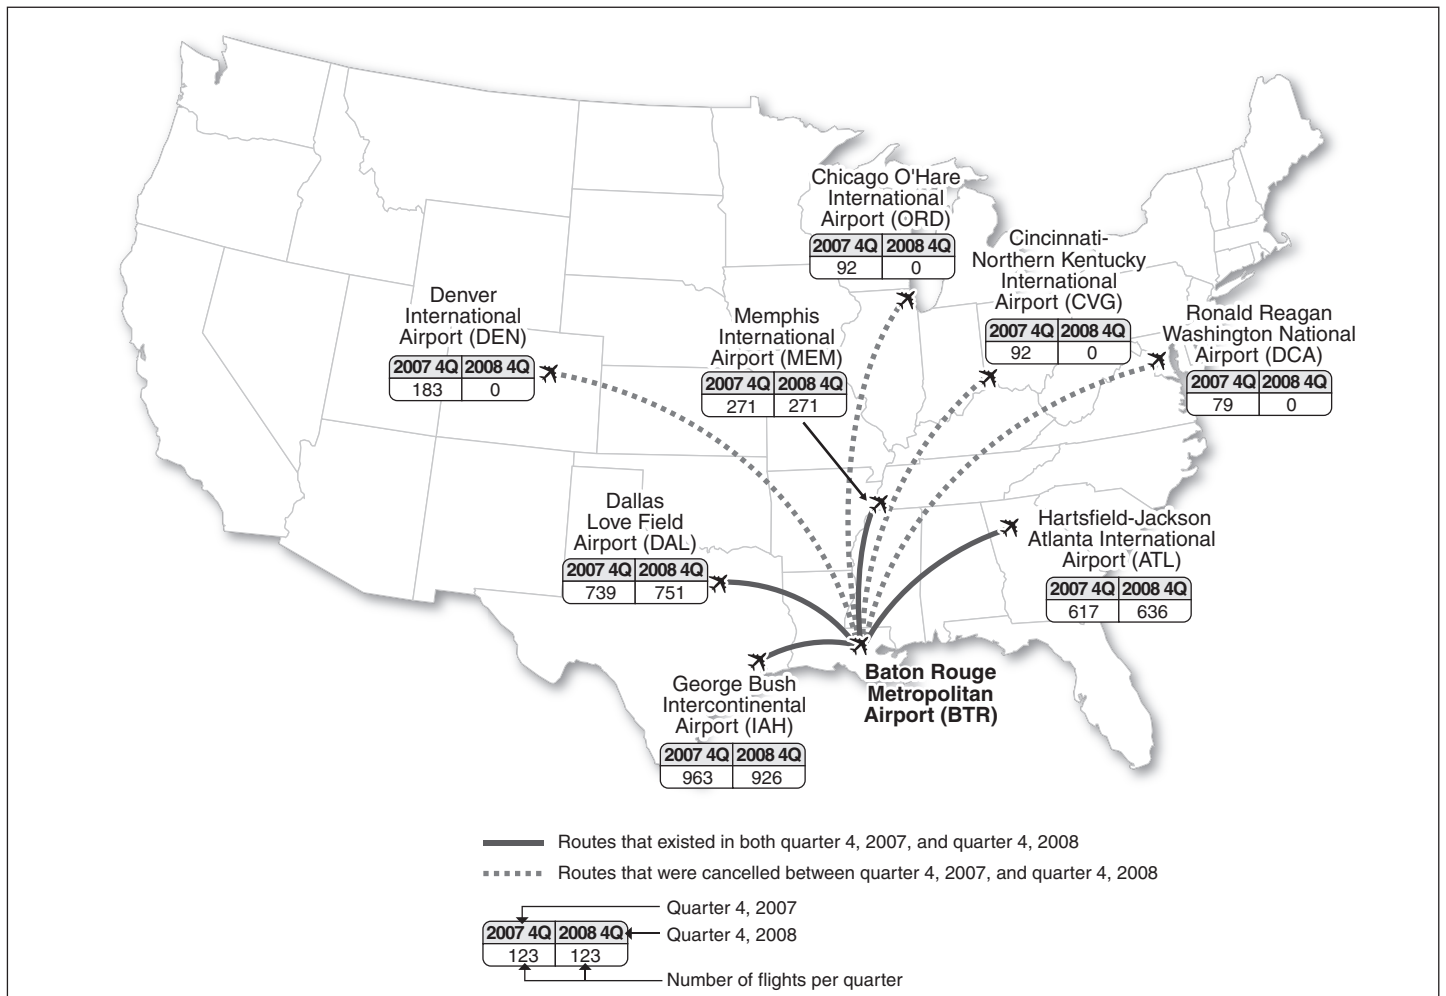 Chicago O'Hare
International
Airport (ORD)
2007 4Q 2008 4Q
92 0
Cincinnati-
Northern Kentucky
International
Airport (CVG)
2007 4Q 2008 4Q
92 0
Denver
International
Airport (DEN)
2007 4Q 2008 4Q
183 0
Memphis
International
Airport (MEM)
2007 4Q 2008 4Q
271 271
Ronald Reagan
Washington National
Airport (DCA)
2007 4Q 2008 4Q
79 0
Dallas
Love Field
Airport (DAL)
2007 4Q 2008 4Q
739 751
Hartsfield-Jackson
Atlanta International
Airport (ATL)
2007 4Q 2008 4Q
617 636
Baton Rouge
Metropolitan
Airport (BTR)
George Bush
Intercontinental
Airport (IAH)
2007 4Q 2008 4Q
963 926
Routes that existed in both quarter 4, 2007, and quarter 4, 2008
Routes that were cancelled between quarter 4, 2007, and quarter 4, 2008
Quarter 4, 2007
2007 4Q 2008 4Q
Quarter 4, 2008
123 123
Number of flights per quarter